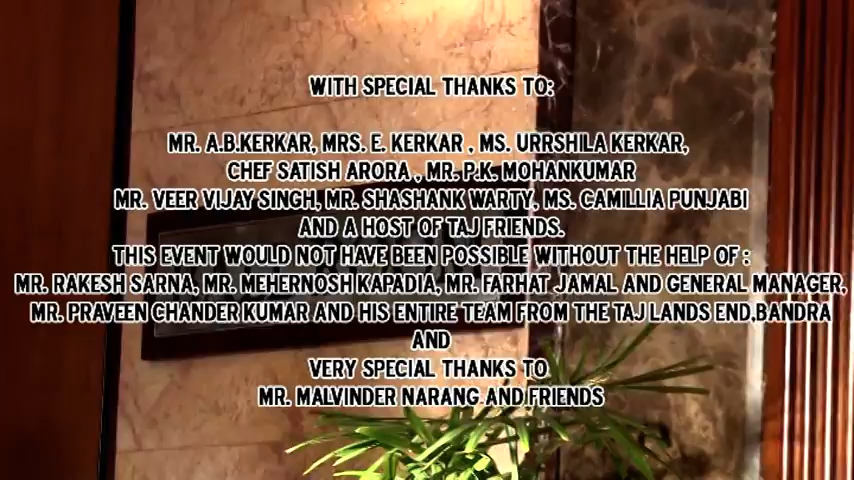 WITH SPECIAL THANKS TO:
MR. A.B.KERKAR, MRS. E. KERKAR , MS. URRSHILA KERKAR,
CHEF SATISH ARORA , MR. P.K. MOHANKUMAR
MR. VEER VIJAY SINGH, MR. SHASHANK WARTY, MS. CAMILLIA PUNJABI
AND A HOST OF TAJ FRIENDS.
THIS EVENT WOULD NOT HAVE BEEN POSSIBLE WITHOUT THE HELP OF :
MR. RAKESH SARNA, MR. MEHERNOSH KAPADIA, MR. FARHAT JAMAL AND GENERAL MANAGER,
MR. PRAVEEN CHANDER KUMAR AND HIS ENTIRE TEAM FROM THE TAJ LANDS END,BANDRA
AND
VERY SPECIAL THANKS TO
MR. MALVINDER NARANG AND FRIENDS